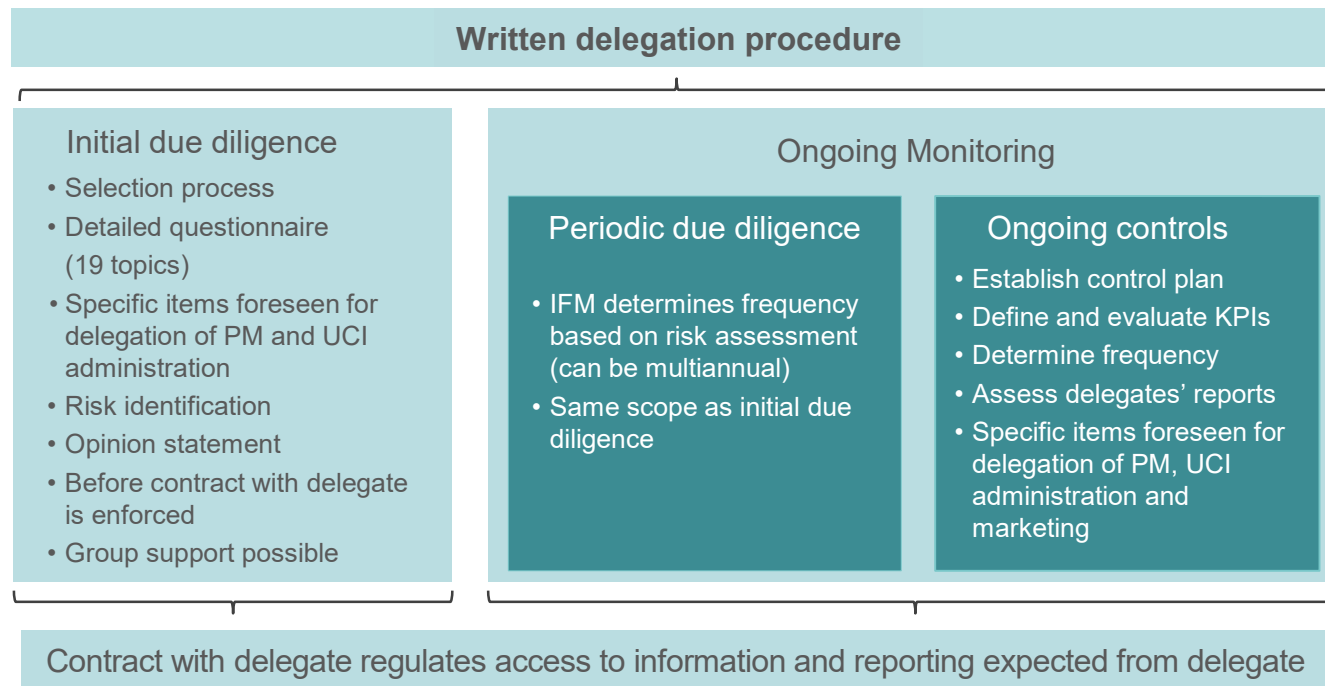 Written delegation procedure
Initial due diligence
• Selection process
• Detailed questionnaire
(19 topics)
• Specific items foreseen for
delegation of PM and UCI
administration
• Risk identification
• Opinion statement
• Before contract with delegate
is enforced
• Group support possible
Ongoing Monitoring
Periodic due diligence
• IFM determines frequency
based on risk assessment
(can be multiannual)
• Same scope as initial due
diligence
Ongoing controls
• Establish control plan
• Define and evaluate KPIs
• Determine frequency
• Assess delegates’ reports
• Specific items foreseen for
delegation of PM, UCI
administration and
marketing
Contract with delegate regulates access to information and reporting expected from delegate